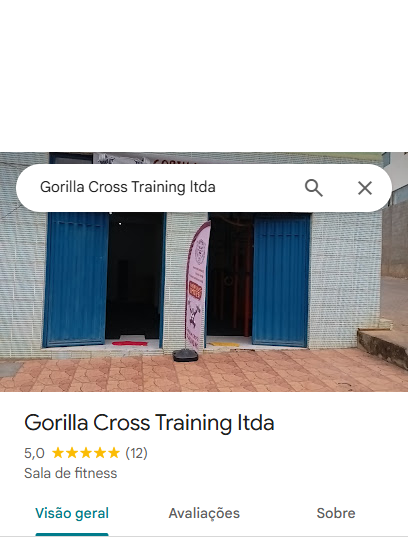 Gorilla Cross Training ltda
Gorilla Cross Training ltda
5,0 (12)
Sala de fitness
Visão geral
Avaliações
Sobre